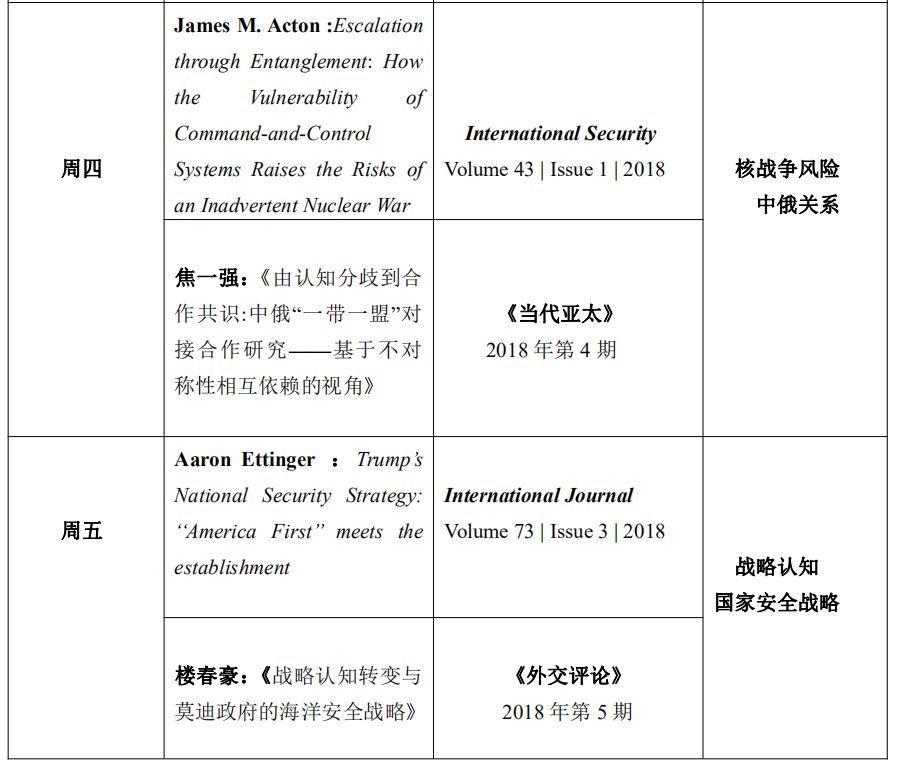 周四
James M. Acton :Escalation
through Entanglement: How
the Vulnerability of
Command-and-Control
Systems Raises the Risks of
an Inadvertent Nuclear War
International Security
Volume 43 | Issue 1 | 2018
核战争风险
中俄关系
焦一强：《由认知分歧到合
作共识:中俄“一带一盟”对
接合作研究——基于不对
称性相互依赖的视角》
《当代亚太》
2018 年第 4 期
周五
Aaron Ettinger ：Trump’s
National Security Strategy:
‘‘America First” meets the
establishment
International Journal
Volume 73 | Issue 3 | 2018
战略认知
国家安全战略
楼春豪：《战略认知转变与
莫迪政府的海洋安全战略》
《外交评论》
2018 年第 5 期